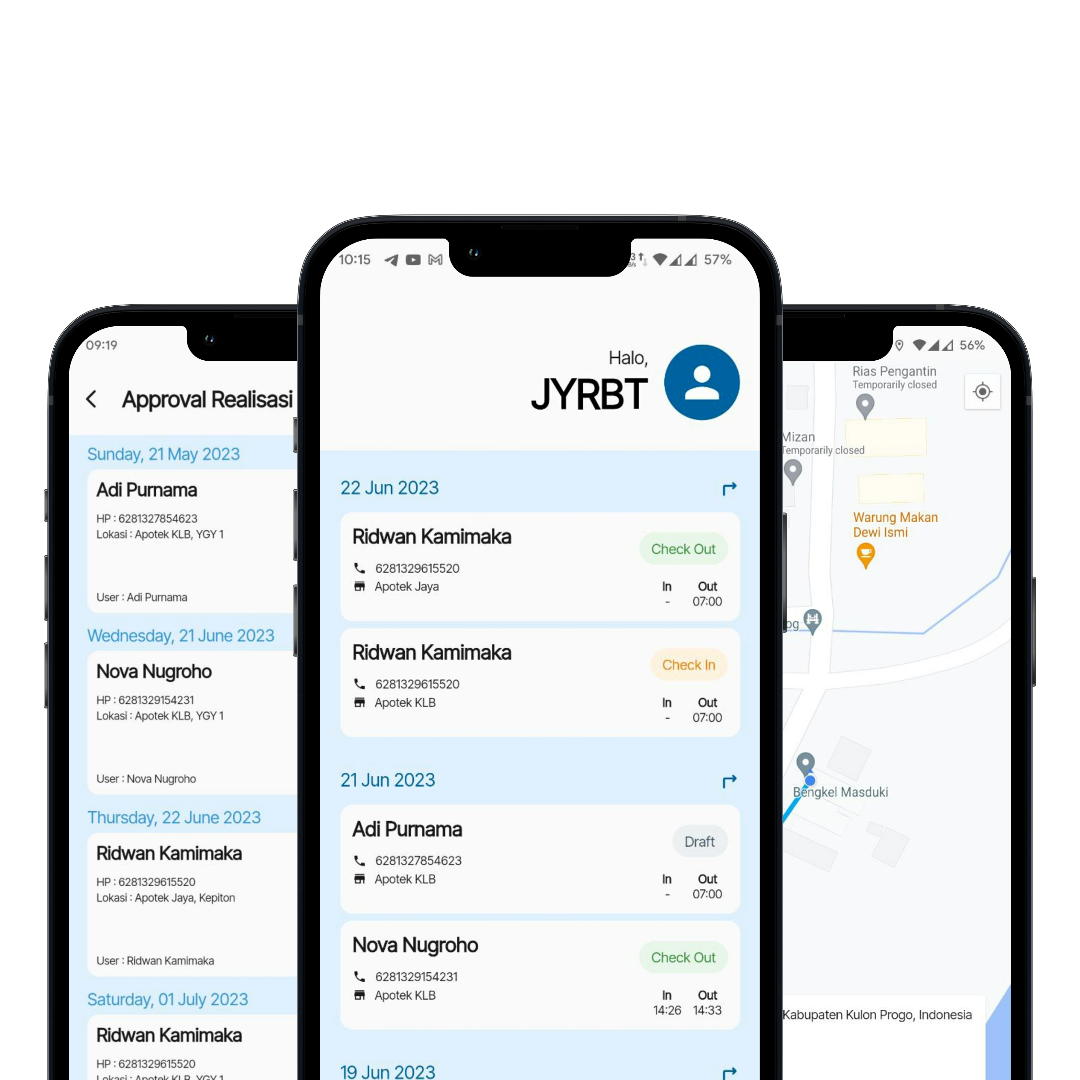 09:19
Approval Realisasi
Sunday, 21 May 2023
Adi Purnama
HP : 6281327854623
Lokasi : Apotek KLB, YGY 1
User : Adi Purnama
Wednesday, 21 June 2023
Nova Nugroho
HP : 6281329154231
Lokasi : Apotek KLB, YGY 1
User : Nova Nugroho
Thursday, 22 June 2023
Ridwan Kamimaka
HP : 6281329615520
Lokasi : Apotek Jaya, Kepiton
User : Ridwan Kamimaka
Saturday, 01 July 2023
Ridwan Kamimaka
HP : 6281329615520
Lokasi : Apotek KLB, YGY 1
10:15
57%
Halo,
JYRBT
22 Jun 2023
Ridwan Kamimaka
Check Out
6281329615520
Apotek Jaya
In Out
- 07:00
Ridwan Kamimaka
Check In
6281329615520
Apotek KLB
In Out
- 07:00
21 Jun 2023
Adi Purnama
Draft
6281327854623
Apotek KLB
In Out
- 07:00
Nova Nugroho
Check Out
6281329154231
Apotek KLB
In Out
14:26 14:33
19 Jun 2023
56%
Rias Pengantin
Temporarily closed
Mizan
Temporarily closed
Warung Makan
Dewi Ismi
Bengkel Masduki
Kabupaten Kulon Progo, Indonesia